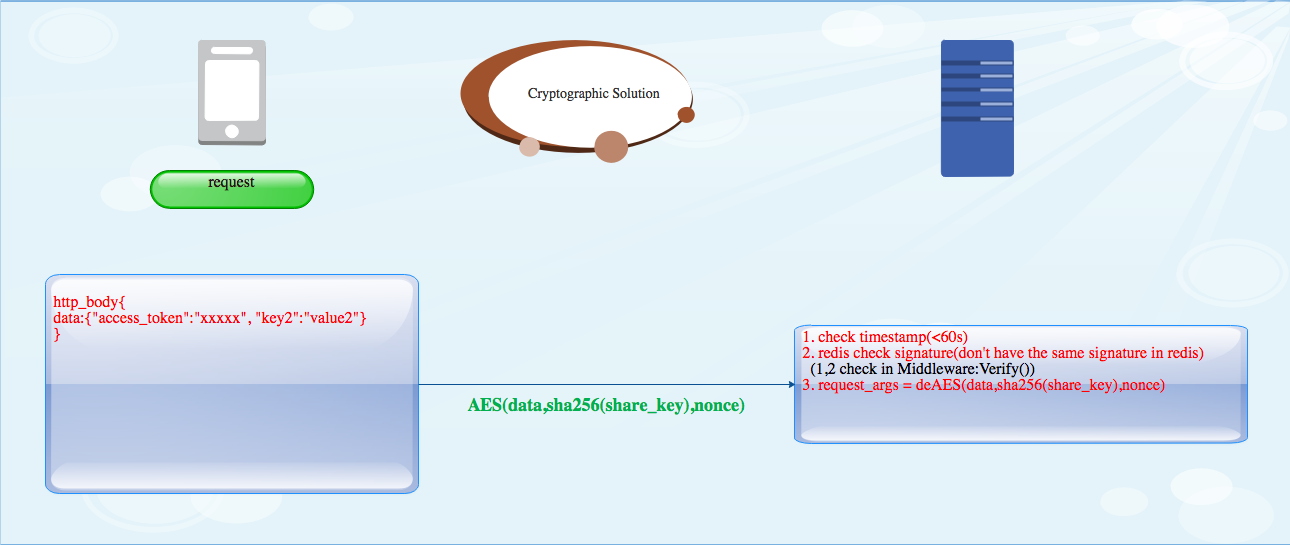 Cryptographic Solution
request
http_body{
data:{"access_token":"xxxxx", "key2":"value2"}
}
1. check timestamp(<60s)
2. redis check signature(don't have the same signature in redis)
(1,2 check in Middleware:Verify())
3. request_args = deAES(data,sha256(share_key),nonce)
AES(data,sha256(share_key),nonce)